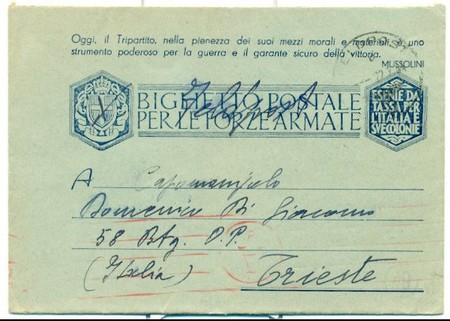 Oggi, il Tripartito, nella pienezza dei suoi mezzi morali e materiali, è uno
strumento poderoso per la guerra e il garante sicuro della vittoria.
MUSSOLINI
BIGLIETTO POSTALE
PER LE FORZE ARMATE
ESENTE DA
TASSA PER
L'ITALIA E
SVE COLONIE
A Capomanipolo
Domenico Di Giacomo
58 Btg. O.P.
(Italia) Trieste